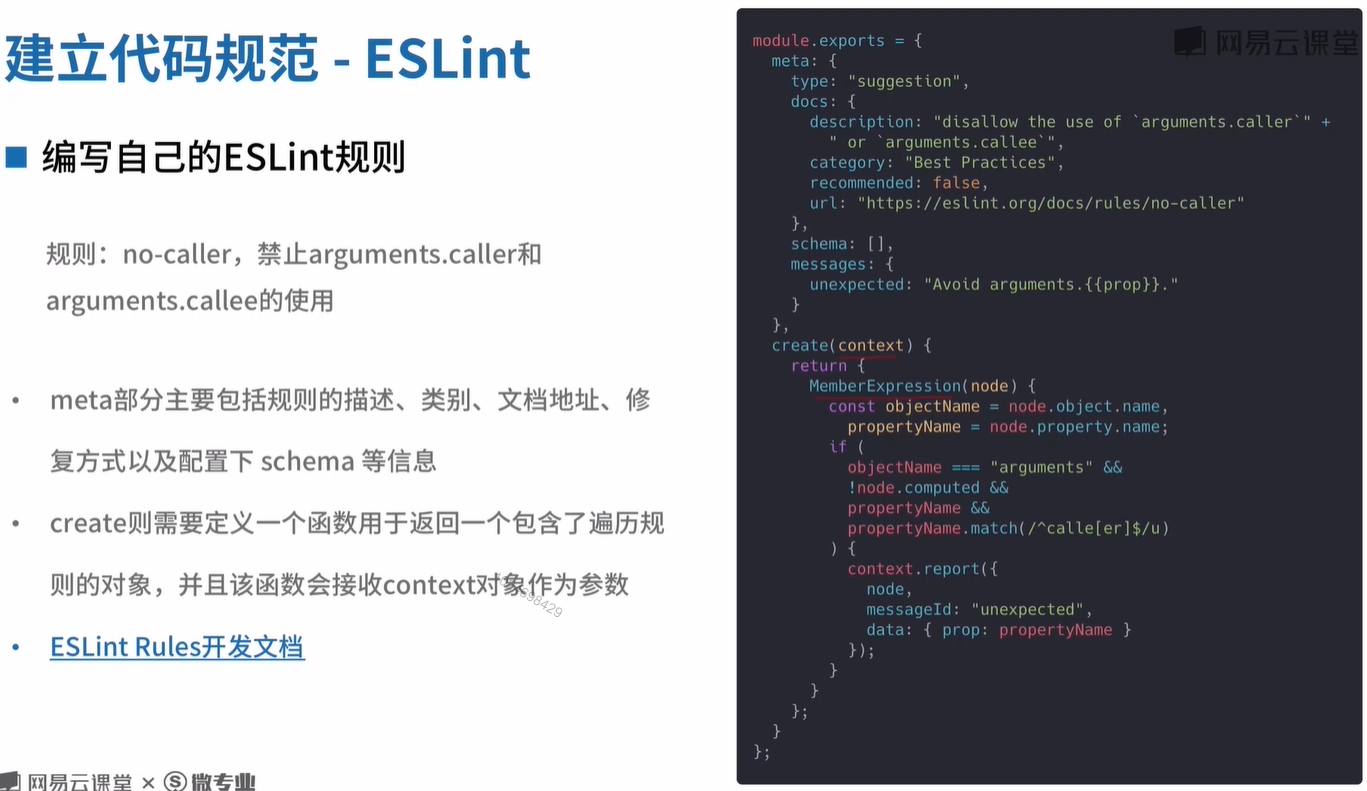 建立代码规范 - ESLint
编写自己的ESLint规则
规则：no-caller，禁止arguments.caller和
arguments.callee的使用
• meta部分主要包括规则的描述、类别、文档地址、修
复方式以及配置下 schema 等信息
• create则需要定义一个函数用于返回一个包含了遍历规
则的对象，并且该函数会接收context对象作为参数
• ESLint Rules开发文档
网易云课堂 × S 微专业
网易云课堂
module.exports = {
  meta: {
    type: "suggestion",
    docs: {
      description: "disallow the use of `arguments.caller`" +
        " or `arguments.callee`",
      category: "Best Practices",
      recommended: false,
      url: "https://eslint.org/docs/rules/no-caller"
    },
    schema: [],
    messages: {
      unexpected: "Avoid arguments.{{prop}}."
    }
  },
  create(context) {
    return {
      MemberExpression(node) {
        const objectName = node.object.name,
          propertyName = node.property.name;
        if (
          objectName === "arguments" &&
          !node.computed &&
          propertyName &&
          propertyName.match(/^calle[er]$/u)
        ) {
          context.report({
            node,
            messageId: "unexpected",
            data: { prop: propertyName }
          });
        }
      }
    };
  }
};